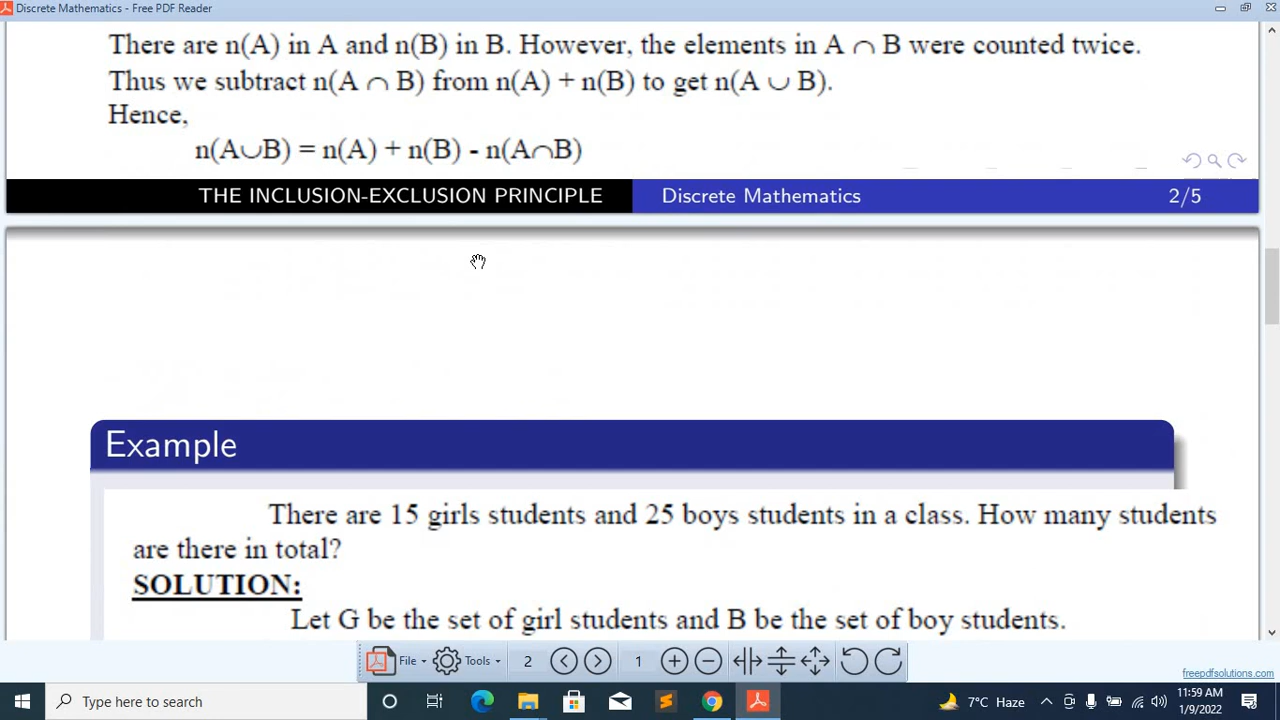 Discrete Mathematics - Free PDF Reader
There are n(A) in A and n(B) in B. However, the elements in A ∩ B were counted twice.
Thus we subtract n(A ∩ B) from n(A) + n(B) to get n(A ∪ B).
Hence,
n(A∪B) = n(A) + n(B) - n(A∩B)
THE INCLUSION-EXCLUSION PRINCIPLE Discrete Mathematics 2/5
Example
There are 15 girls students and 25 boys students in a class. How many students
are there in total?
SOLUTION:
Let G be the set of girl students and B be the set of boy students.
File Tools 2 1
freepdfsolutions.com
Type here to search
7°C Haze
11:59 AM
1/9/2022